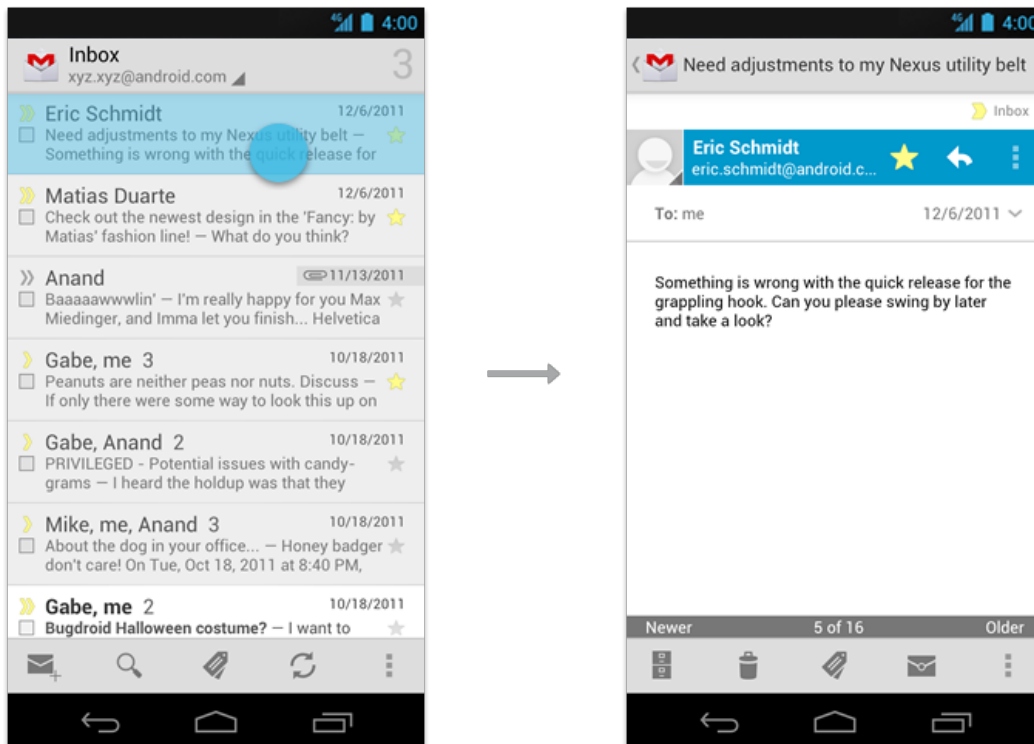 4G 4:00
Inbox
xyz.xyz@android.com
3
Eric Schmidt 12/6/2011
Need adjustments to my Nexus utility belt —
Something is wrong with the quick release for
Matias Duarte 12/6/2011
Check out the newest design in the 'Fancy: by
Matias' fashion line! — What do you think?
Anand 11/13/2011
Baaaaawwwlin' — I'm really happy for you Max
Miedinger, and Imma let you finish... Helvetica
Gabe, me 3 10/18/2011
Peanuts are neither peas nor nuts. Discuss —
If only there were some way to look this up on
Gabe, Anand 2 10/18/2011
PRIVILEGED - Potential issues with candy-
grams — I heard the holdup was that they
Mike, me, Anand 3 10/18/2011
About the dog in your office... — Honey badger
don't care! On Tue, Oct 18, 2011 at 8:40 PM,
Gabe, me 2 10/18/2011
Bugdroid Halloween costume? — I want to
4G 4:00
Need adjustments to my Nexus utility belt
Inbox
Eric Schmidt
eric.schmidt@android.c...
To: me 12/6/2011
Something is wrong with the quick release for the
grappling hook. Can you please swing by later
and take a look?
Newer 5 of 16 Older